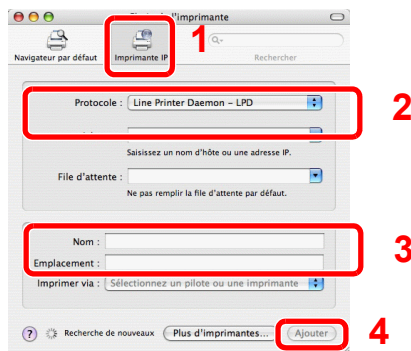 l'imprimante
1
Navigateur par défaut
Imprimante IP
Rechercher
Protocole : Line Printer Daemon – LPD
2
Saisissez un nom d'hôte ou une adresse IP.
File d'attente :
Ne pas remplir la file d'attente par défaut.
Nom :
3
Emplacement :
Imprimer via : Sélectionnez un pilote ou une imprimante
? Recherche de nouveaux Plus d'imprimantes... Ajouter
4